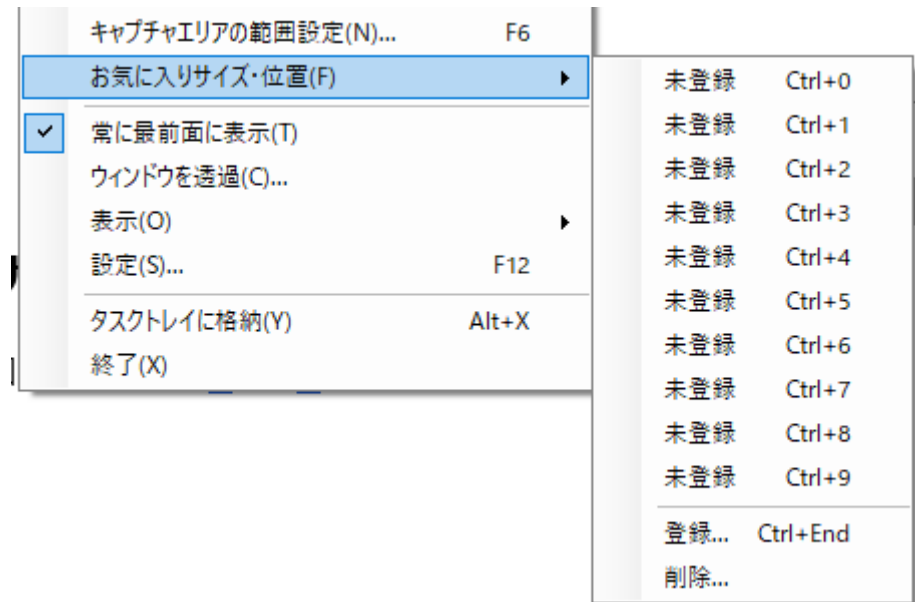 キャプチャエリアの範囲設定(N)... F6
お気に入りサイズ・位置(F)
常に最前面に表示(T)
ウィンドウを透過(C)...
表示(O)
設定(S)... F12
タスクトレイに格納(Y) Alt+X
終了(X)
未登録 Ctrl+0
未登録 Ctrl+1
未登録 Ctrl+2
未登録 Ctrl+3
未登録 Ctrl+4
未登録 Ctrl+5
未登録 Ctrl+6
未登録 Ctrl+7
未登録 Ctrl+8
未登録 Ctrl+9
登録... Ctrl+End
削除...